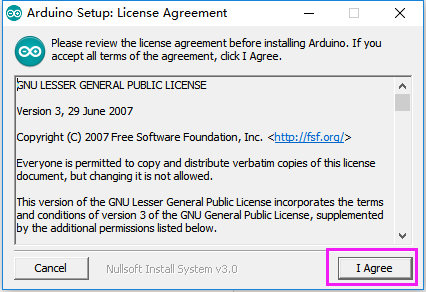 Arduino Setup: License Agreement
Please review the license agreement before installing Arduino. If you
accept all terms of the agreement, click I Agree.
GNU LESSER GENERAL PUBLIC LICENSE
Version 3, 29 June 2007
Copyright (C) 2007 Free Software Foundation, Inc. <http://fsf.org/>
Everyone is permitted to copy and distribute verbatim copies of this license
document, but changing it is not allowed.
This version of the GNU Lesser General Public License incorporates the terms
and conditions of version 3 of the GNU General Public License, supplemented
by the additional permissions listed below.
Cancel
Nullsoft Install System v3.0
I Agree